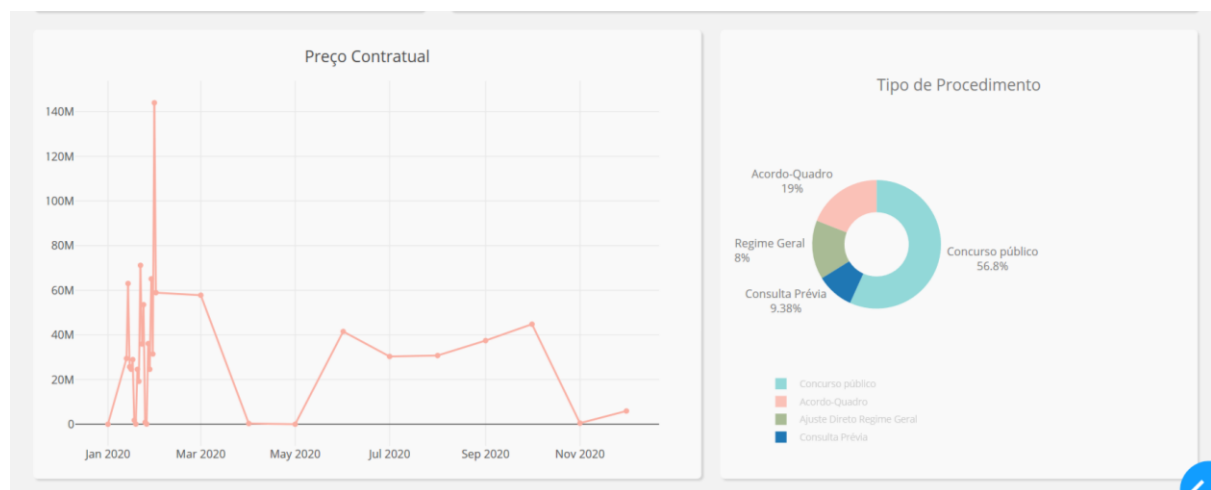 Preço Contratual
140M
120M
100M
80M
60M
40M
20M
0
Jan 2020
Mar 2020
May 2020
Jul 2020
Sep 2020
Nov 2020
Tipo de Procedimento
Acordo-Quadro
19%
Regime Geral
8%
Consulta Prévia
9.38%
Concurso público
56.8%
Concurso público
Acordo-Quadro
Ajuste Direto Regime Geral
Consulta Prévia